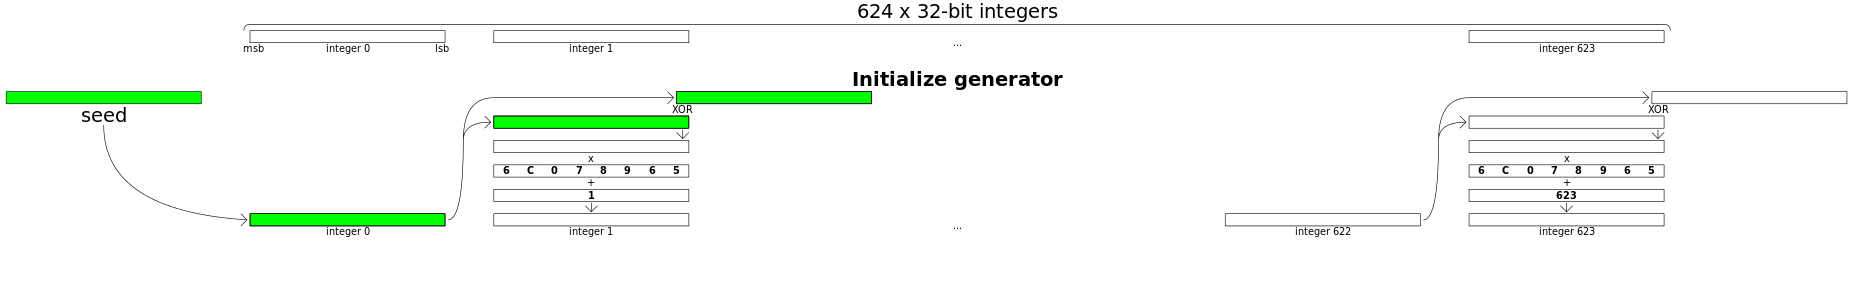 624 x 32-bit integers
msb integer 0 lsb integer 1 ... integer 623
Initialize generator
seed
XOR XOR
x x
6 C 0 7 8 9 6 5 6 C 0 7 8 9 6 5
+ +
1 623
integer 0 integer 1 ... integer 622 integer 623